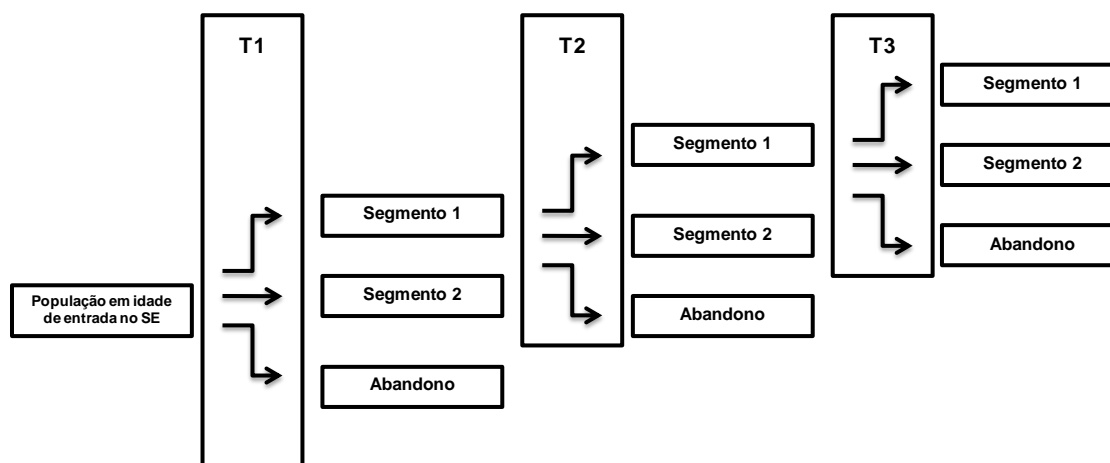 T1
T2
T3
Segmento 1
Segmento 2
Abandono
Segmento 1
Segmento 2
Abandono
Segmento 1
Segmento 2
Abandono
População em idade
de entrada no SE